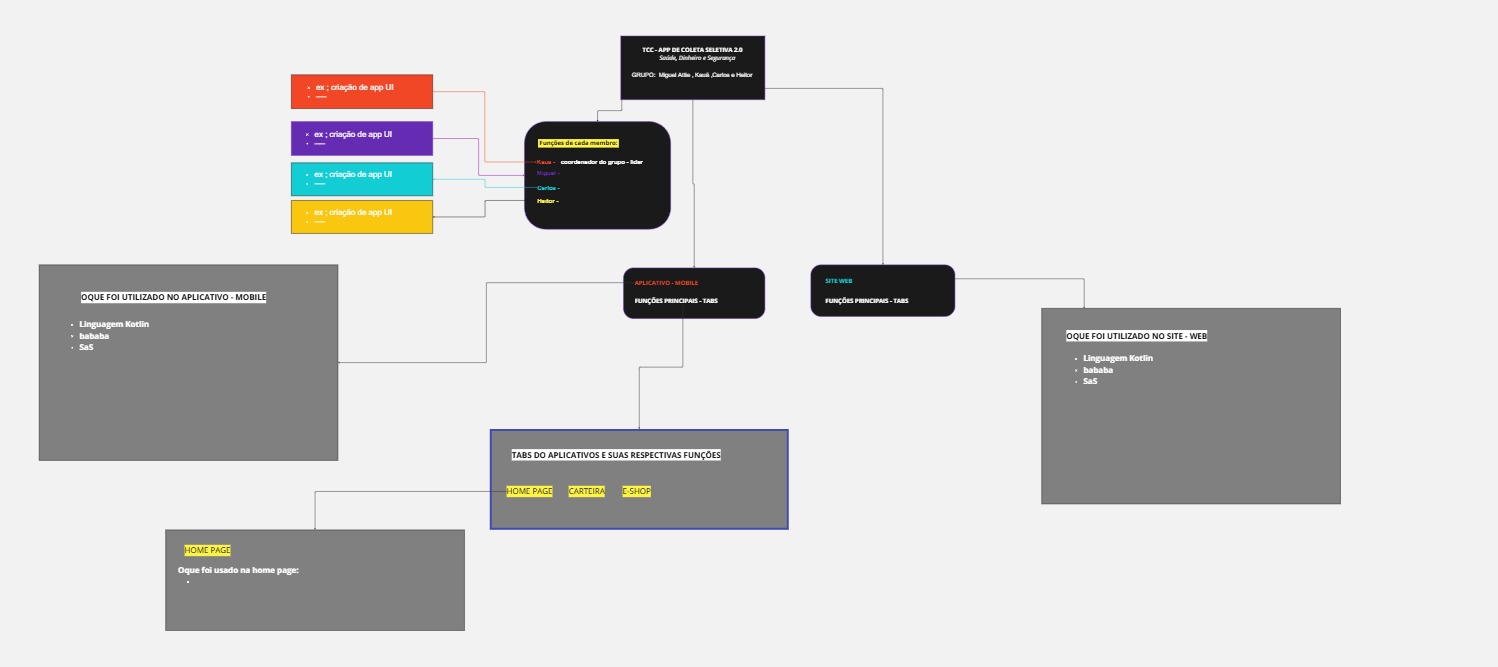 TCC - APP DE COLETA SELETIVA 2.0
Saúde, Dinheiro e Segurança
GRUPO: Miguel Attie , Kauã ,Carlos e Heitor
ex ; criação de app UI
ex ; criação de app UI
ex ; criação de app UI
ex ; criação de app UI
Funções de cada membro:
Kaua - coordenador do grupo - lider
Miguel -
Carlos -
Heitor -
APLICATIVO - MOBILE
FUNÇÕES PRINCIPAIS - TABS
SITE WEB
FUNÇÕES PRINCIPAIS - TABS
OQUE FOI UTILIZADO NO APLICATIVO - MOBILE
Linguagem Kotlin
bababa
SaS
OQUE FOI UTILIZADO NO SITE - WEB
Linguagem Kotlin
bababa
SaS
TABS DO APLICATIVOS E SUAS RESPECTIVAS FUNÇÕES
HOME PAGE CARTEIRA E-SHOP
HOME PAGE
Oque foi usado na home page: